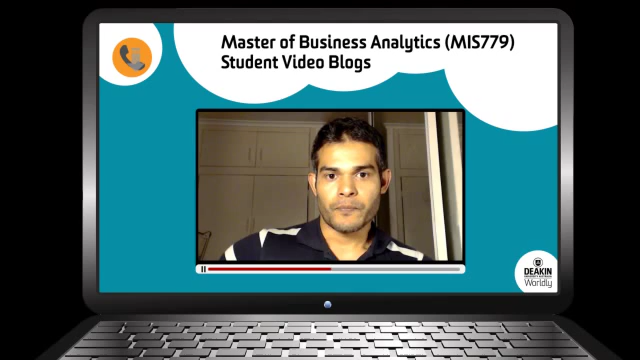 Master of Business Analytics (MIS779)
Student Video Blogs
DEAKIN
Worldly